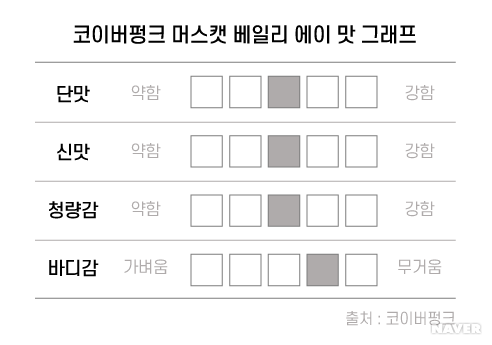 코이버펑크 머스캣 베일리 에이 맛 그래프
단맛 약함 강함
신맛 약함 강함
청량감 약함 강함
바디감 가벼움 무거움
출처 : 코이버펑크
NAVER